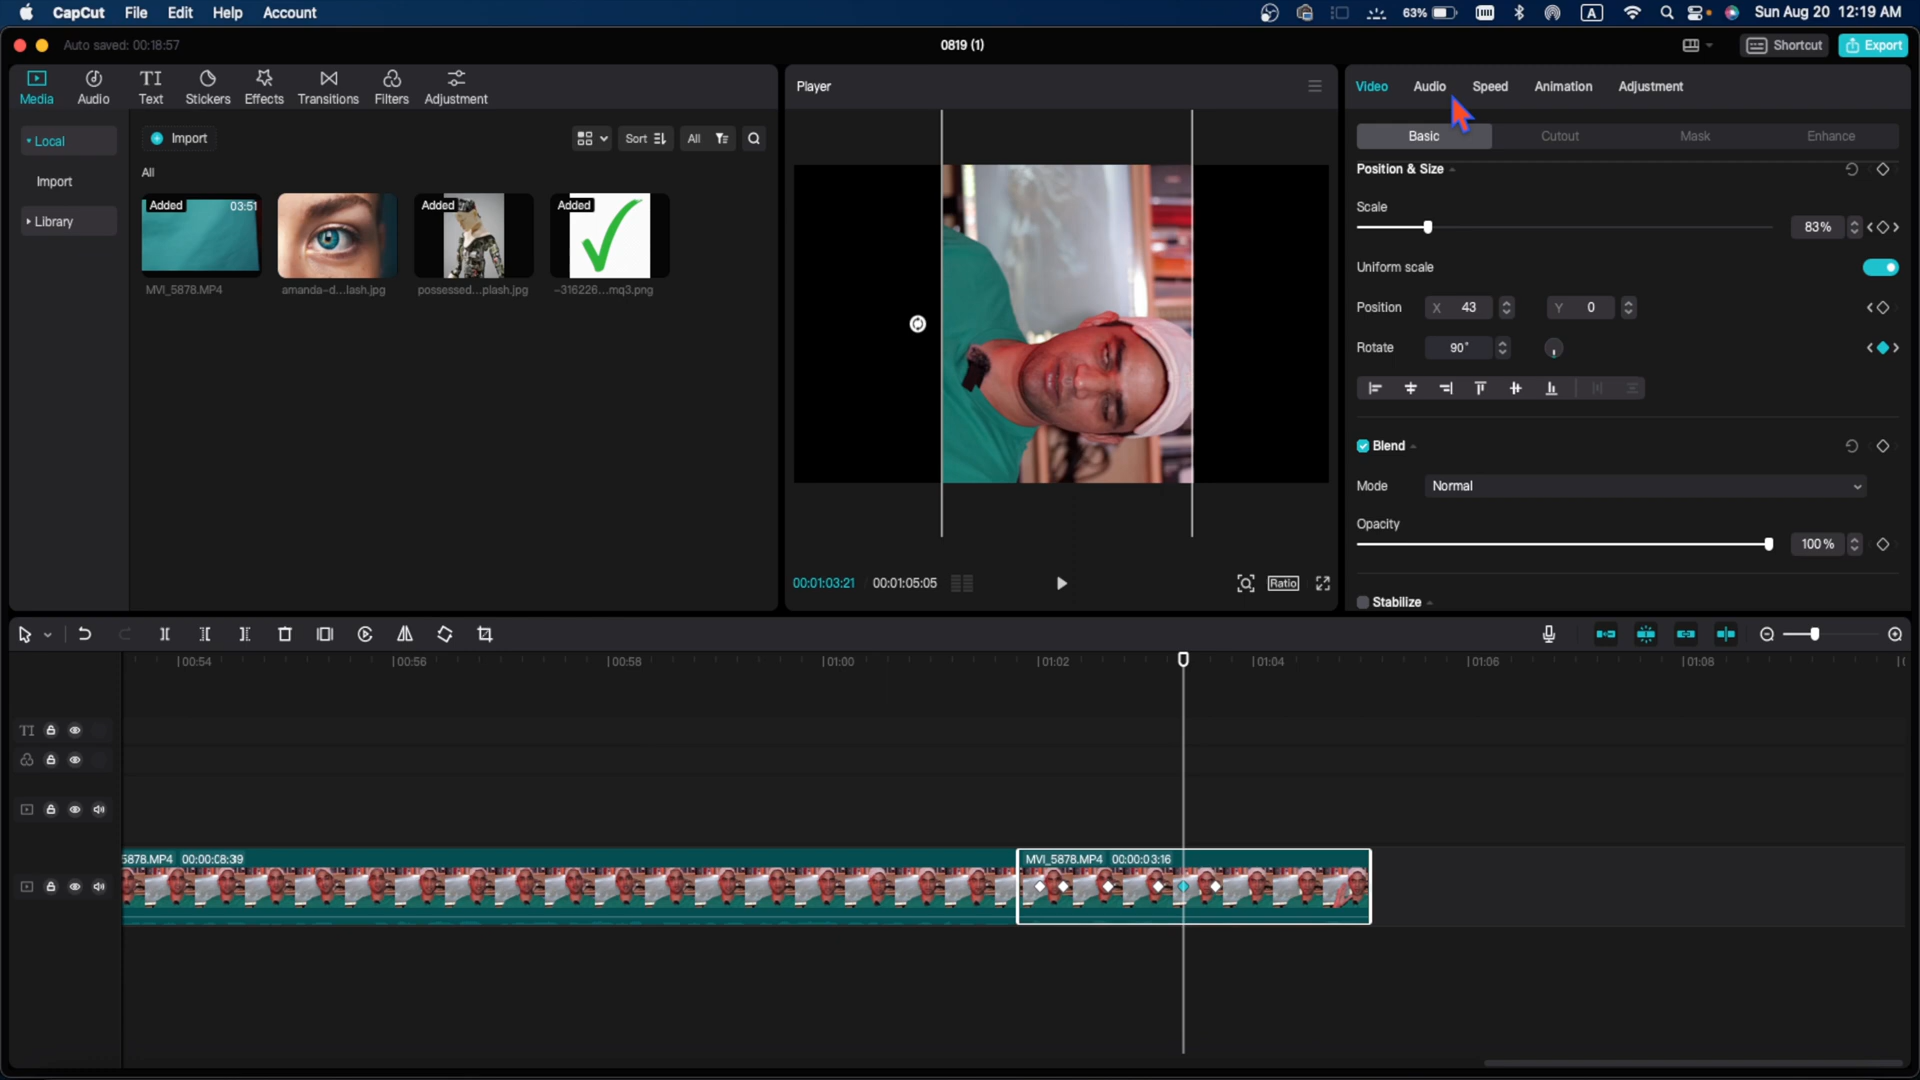 CapCut File Edit Help Account
63% A Sun Aug 20 12:19 AM
Auto saved: 00:18:57
0819 (1)
Shortcut
Export
Media
Audio
TI
Text
Stickers
Effects
Transitions
Filters
Adjustment
Local
Import
Library
Import
Sort
All
All
Added 03:51
MVI_5878.MP4
amanda-d...lash.jpg
Added
possessed...plash.jpg
Added
-316226...mq3.png
Player
00:01:03:21 00:01:05:05
Ratio
Video Audio Speed Animation Adjustment
Basic Cutout Mask Enhance
Position & Size
Scale
83%
Uniform scale
Position X 43 Y 0
Rotate 90°
Blend
Mode Normal
Opacity
100%
Stabilize
00:54 00:56 00:58 01:00 01:02 01:04 01:06 01:08
TI
5878.MP4 00:00:08:39
MVI_5878.MP4 00:00:03:16